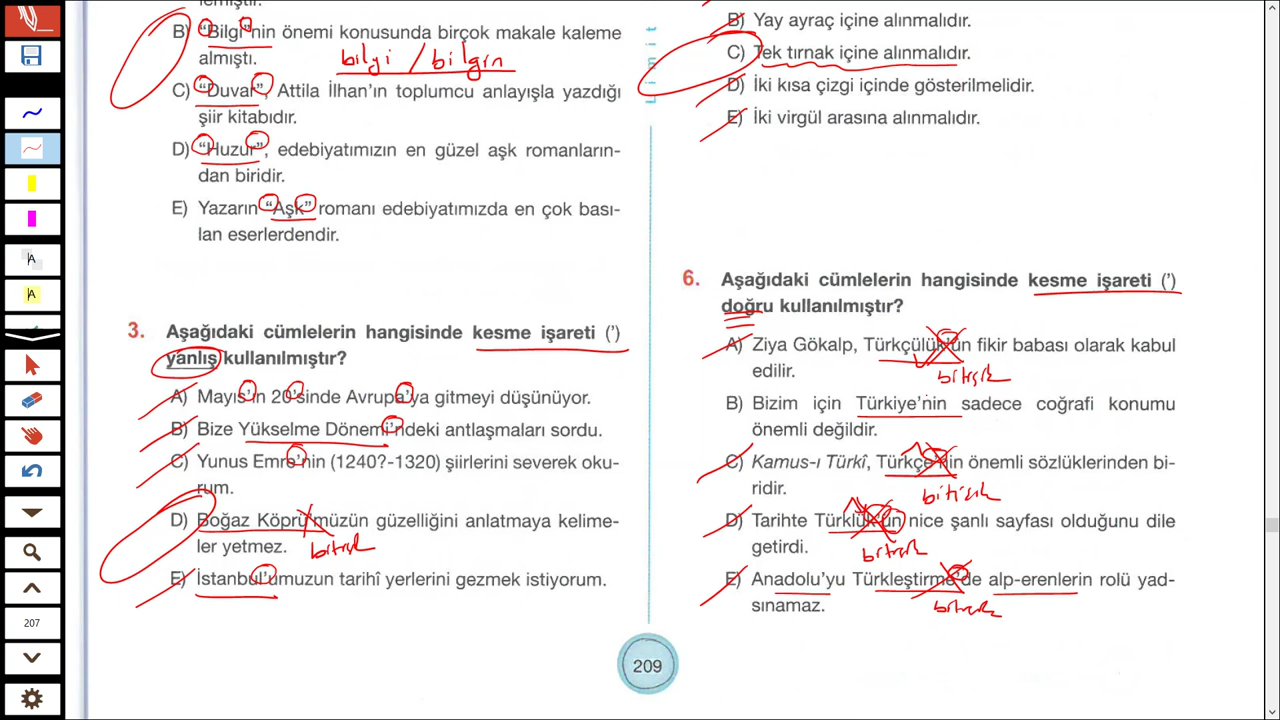 lemiştir.
B) “Bilgi”nin önemi konusunda birçok makale kaleme
almıştı.
bilgi / bilgin
C) “Duvar”, Attila İlhan’ın toplumcu anlayışla yazdığı
şiir kitabıdır.
D) “Huzur”, edebiyatımızın en güzel aşk romanların-
dan biridir.
E) Yazarın “Aşk” romanı edebiyatımızda en çok bası-
lan eserlerdendir.
3. Aşağıdaki cümlelerin hangisinde kesme işareti (’)
yanlış kullanılmıştır?
A) Mayıs’ın 20’sinde Avrupa’ya gitmeyi düşünüyor.
B) Bize Yükselme Dönemi’ndeki antlaşmaları sordu.
C) Yunus Emre’nin (1240?-1320) şiirlerini severek oku-
rum.
D) Boğaz Köprü’müzün güzelliğini anlatmaya kelime-
ler yetmez.
bitişik
E) İstanbul’umuzun tarihî yerlerini gezmek istiyorum.
Limit
B) Yay ayraç içine alınmalıdır.
C) Tek tırnak içine alınmalıdır.
D) İki kısa çizgi içinde gösterilmelidir.
E) İki virgül arasına alınmalıdır.
6. Aşağıdaki cümlelerin hangisinde kesme işareti (’)
doğru kullanılmıştır?
A) Ziya Gökalp, Türkçülük’ün fikir babası olarak kabul
edilir.
bitişik
B) Bizim için Türkiye’nin sadece coğrafi konumu
önemli değildir.
C) Kamus-ı Türkî, Türkçe’nin önemli sözlüklerinden bi-
ridir.
bitişik
D) Tarihte Türklük’ün nice şanlı sayfası olduğunu dile
getirdi.
bitişik
E) Anadolu’yu Türkleştirme’de alp-erenlerin rolü yad-
sınamaz.
bitişik
209
A
A
207